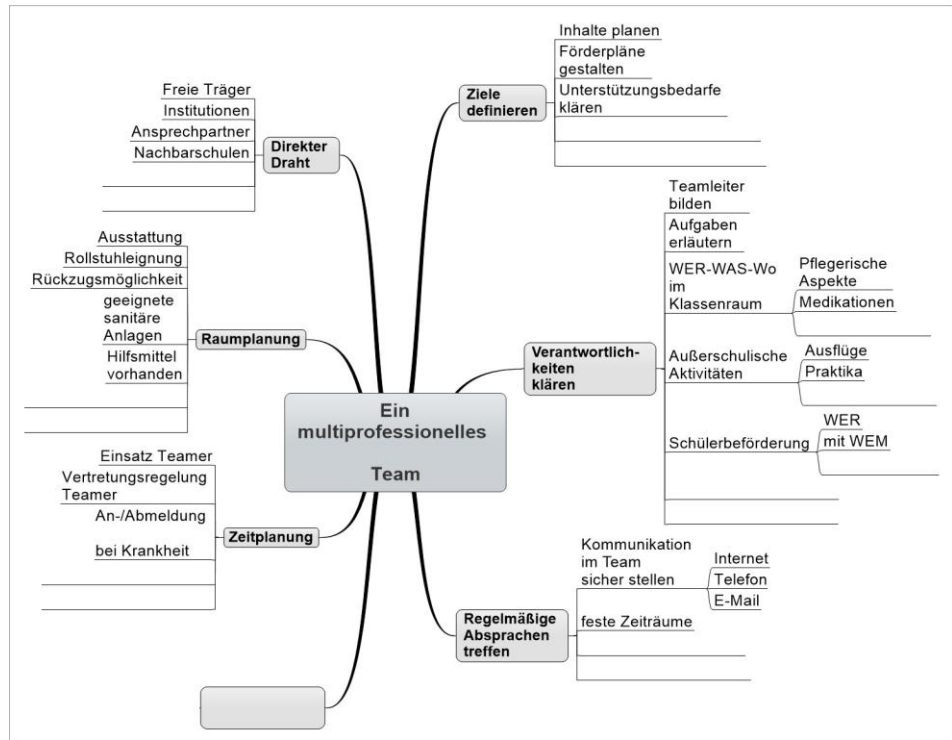 Ein
multiprofessionelles
Team
Direkter
Draht
Freie Träger
Institutionen
Ansprechpartner
Nachbarschulen
Raumplanung
Ausstattung
Rollstuhleignung
Rückzugsmöglichkeit
geeignete
sanitäre
Anlagen
Hilfsmittel
vorhanden
Zeitplanung
Einsatz Teamer
Vertretungsregelung
Teamer
An-/Abmeldung
bei Krankheit
Ziele
definieren
Inhalte planen
Förderpläne
gestalten
Unterstützungsbedarfe
klären
Verantwortlich-
keiten
klären
Teamleiter
bilden
Aufgaben
erläutern
WER-WAS-Wo
im
Klassenraum
Pflegerische
Aspekte
Medikationen
Außerschulische
Aktivitäten
Ausflüge
Praktika
Schülerbeförderung
WER
mit WEM
Regelmäßige
Absprachen
treffen
Kommunikation
im Team
sicher stellen
Internet
Telefon
E-Mail
feste Zeiträume